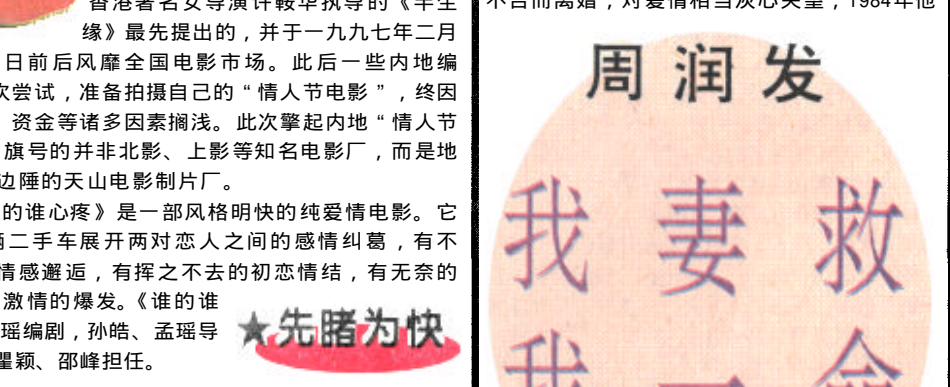 香港著名女导演许鞍华执导的《半生
缘》最先提出的,并于一九九七年二月
日前后风靡全国电影市场。此后一些内地编
次尝试,准备拍摄自己的“情人节电影”,终因
资金等诸多因素搁浅。此次擎起内地“情人节
旗号的并非北影、上影等知名电影厂,而是地
边陲的天山电影制片厂。
的谁心疼》是一部风格明快的纯爱情电影。它
辆二手车展开两对恋人之间的感情纠葛,有不
情感邂逅,有挥之不去的初恋情结,有无奈的
激情的爆发。《谁的谁
瑶编剧,孙皓、孟瑶导
瞿颖、邵峰担任。
★先睹为快
不合而离婚,对爱情相当灰心失望,1984年他
周润发
我妻救
我一命